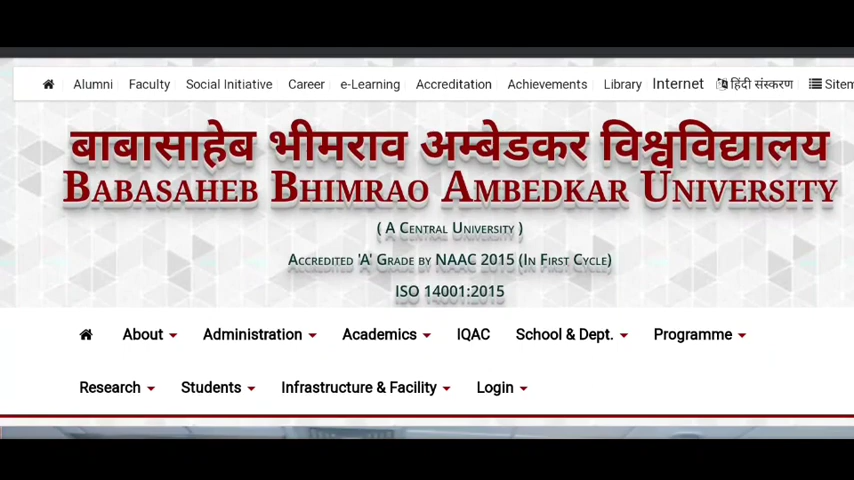 Alumni Faculty Social Initiative Career e-Learning Accreditation Achievements Library Internet हिंदी संस्करण Sitem
बाबासाहेब भीमराव अम्बेडकर विश्वविद्यालय
Babasaheb Bhimrao Ambedkar University
( A Central University )
Accredited 'A' Grade by NAAC 2015 (In First Cycle)
ISO 14001:2015
About Administration Academics IQAC School & Dept. Programme
Research Students Infrastructure & Facility Login